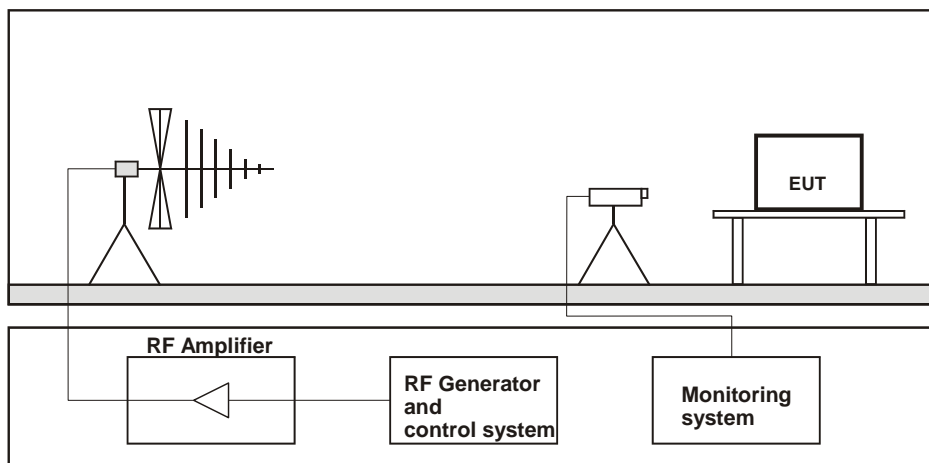 EUT
RF Amplifier
RF Generator
and
control system
Monitoring
system